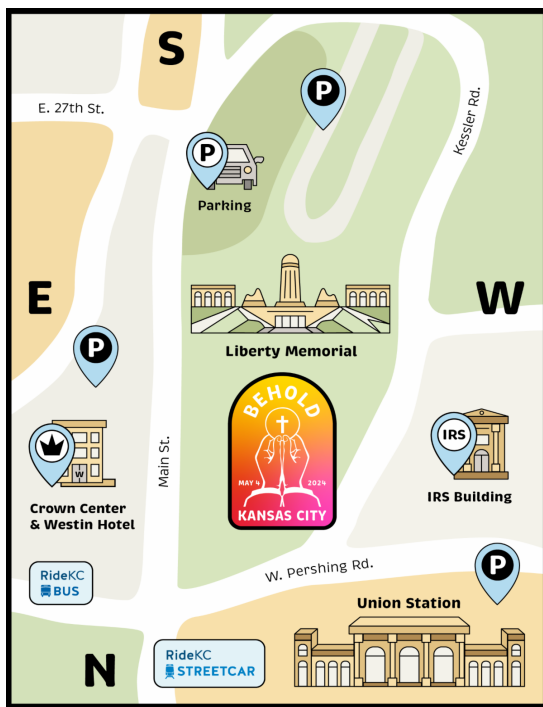 S
E. 27th St.
P
Kessler Rd.
P
Parking
E
W
Liberty Memorial
P
BEHOLD
MAY 4 2024
KANSAS CITY
Main St.
IRS
IRS Building
W
Crown Center
& Westin Hotel
W. Pershing Rd.
P
RideKC
BUS
Union Station
N
RideKC
STREETCAR